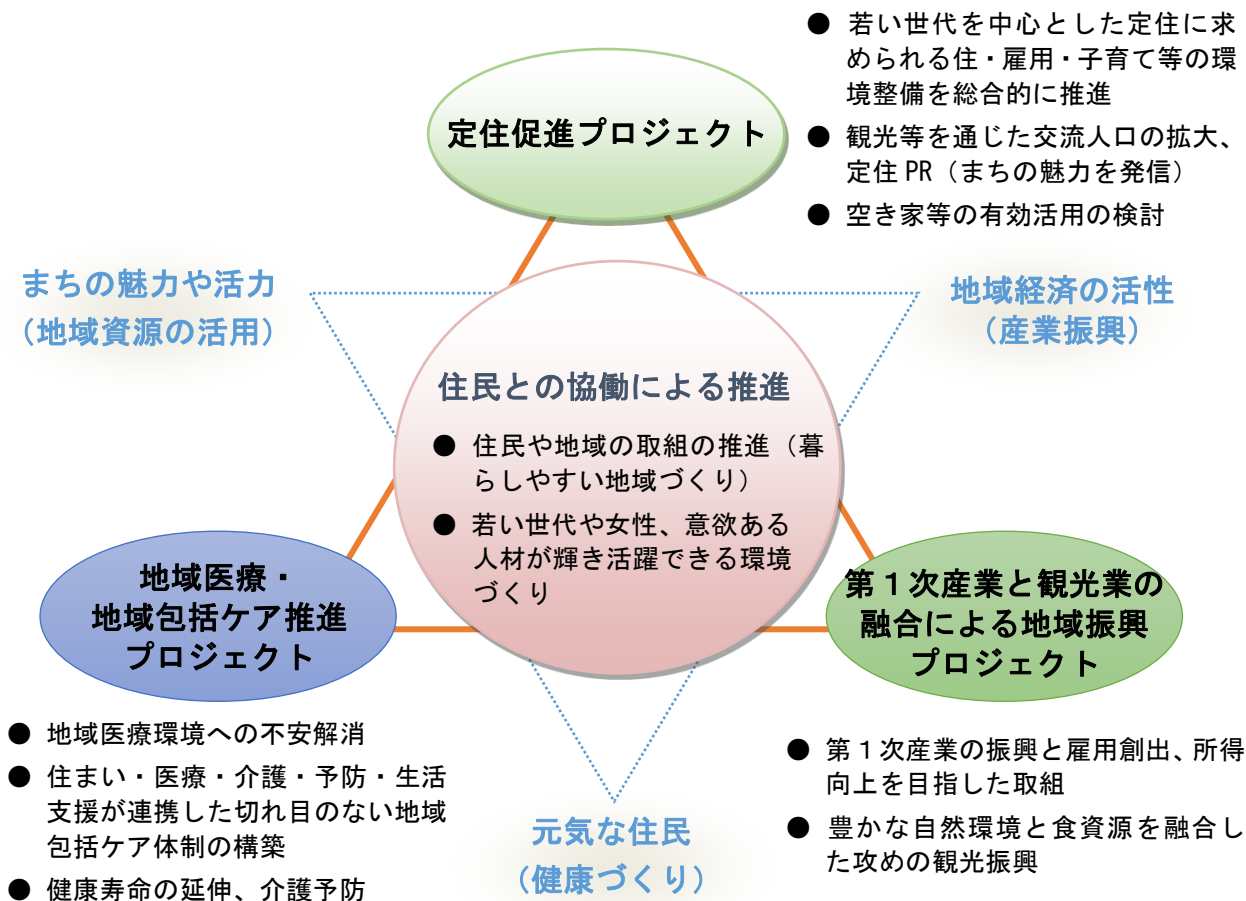 ● 若い世代を中心とした定住に求
められる住・雇用・子育て等の環
境整備を総合的に推進
● 観光等を通じた交流人口の拡大、
定住 PR（まちの魅力を発信）
● 空き家等の有効活用の検討
定住促進プロジェクト
まちの魅力や活力
（地域資源の活用）
地域経済の活性
（産業振興）
住民との協働による推進
● 住民や地域の取組の推進（暮
らしやすい地域づくり）
● 若い世代や女性、意欲ある
人材が輝き活躍できる環境
づくり
地域医療・
地域包括ケア推進
プロジェクト
第１次産業と観光業の
融合による地域振興
プロジェクト
● 地域医療環境への不安解消
● 住まい・医療・介護・予防・生活
支援が連携した切れ目のない地域
包括ケア体制の構築
● 健康寿命の延伸、介護予防
元気な住民
（健康づくり）
● 第１次産業の振興と雇用創出、所得
向上を目指した取組
● 豊かな自然環境と食資源を融合し
た攻めの観光振興